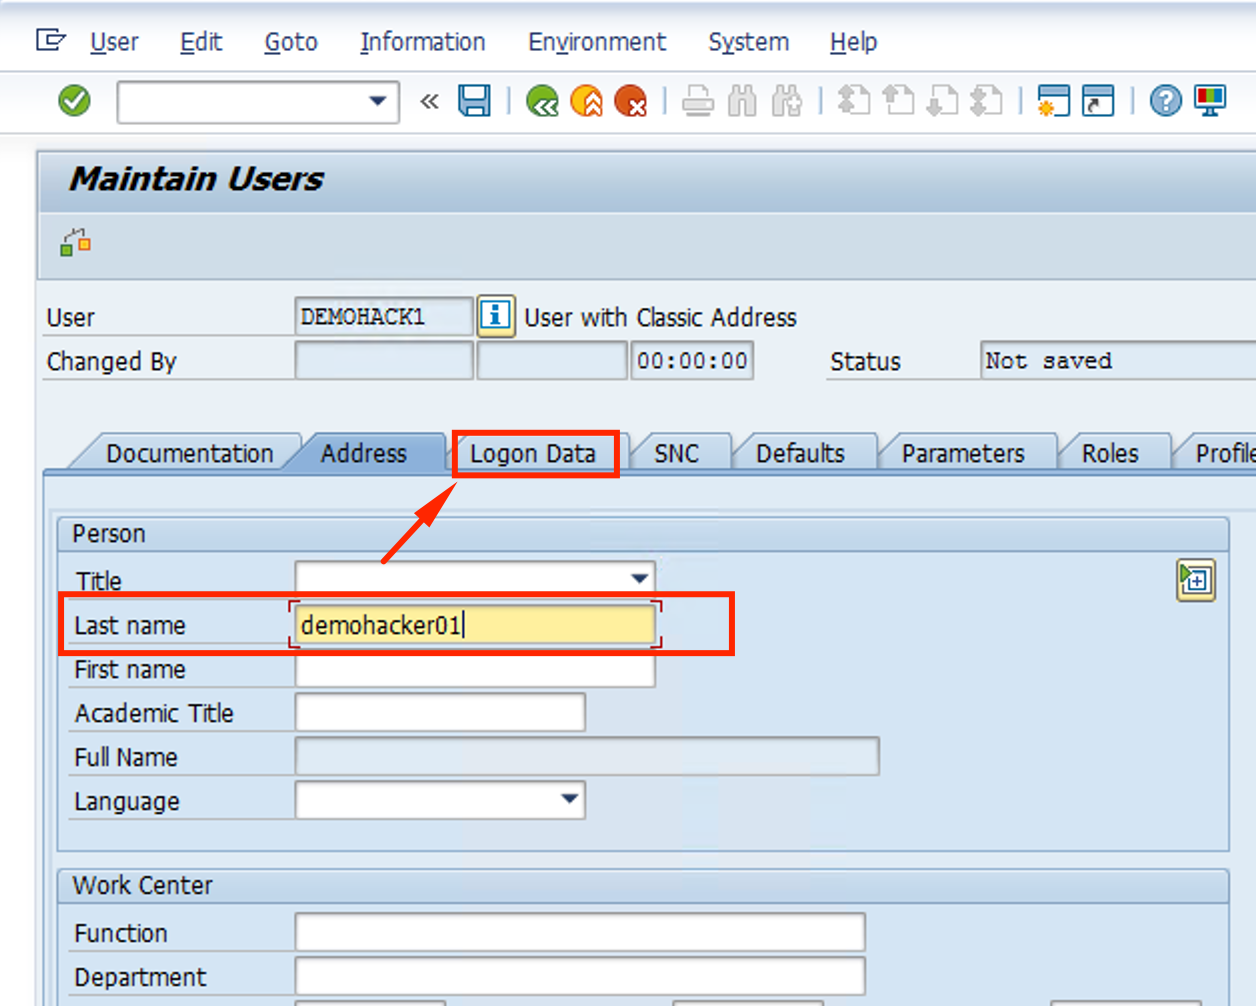 User Edit Goto Information Environment System Help
Maintain Users
User DEMOHACK1 User with Classic Address
Changed By 00:00:00 Status Not saved
Documentation Address Logon Data SNC Defaults Parameters Roles Profile
Person
Title
Last name demohacker01
First name
Academic Title
Full Name
Language
Work Center
Function
Department